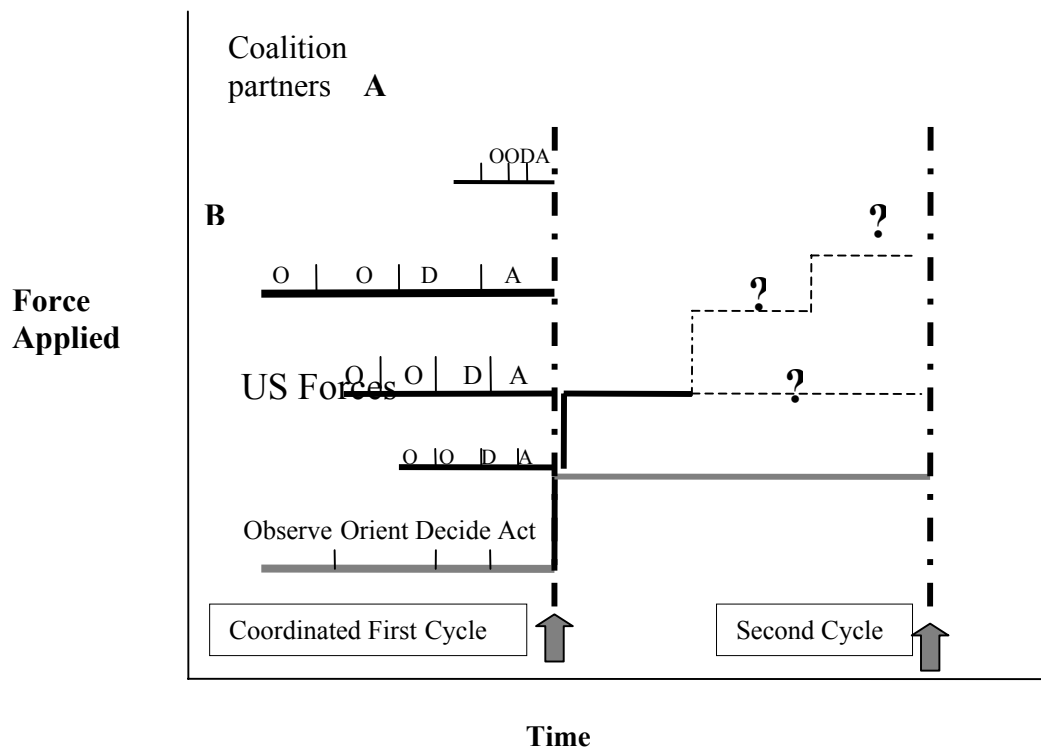 Coalition
partners A
OODA
B
?
O O D A
Force
Applied
?
O O D A
US Forces
?
O O D A
Observe Orient Decide Act
Coordinated First Cycle
Second Cycle
Time